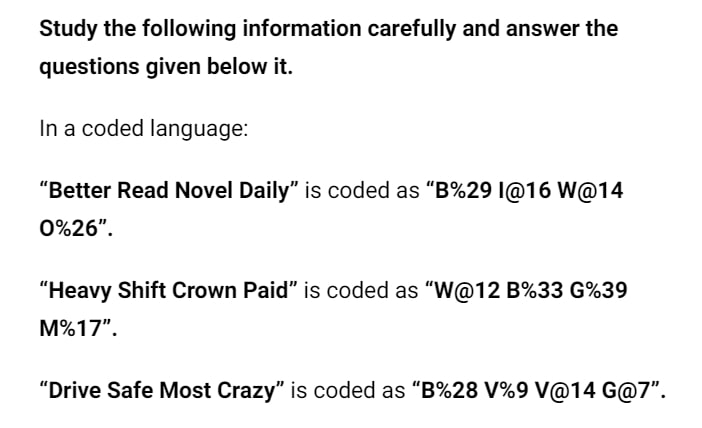 Study the following information carefully and answer the
questions given below it.
In a coded language:
“Better Read Novel Daily” is coded as “B%29 I@16 W@14
O%26”.
“Heavy Shift Crown Paid” is coded as “W@12 B%33 G%39
M%17”.
“Drive Safe Most Crazy” is coded as “B%28 V%9 V@14 G@7”.